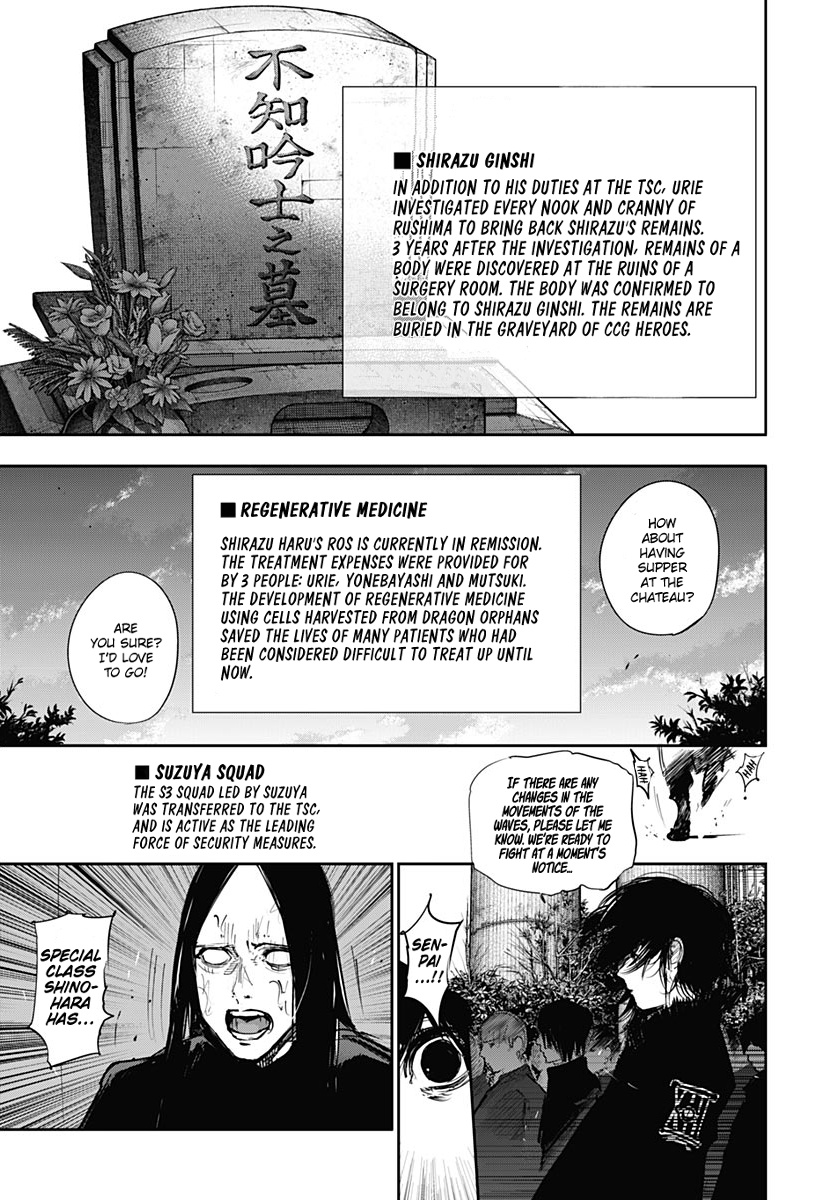 不知吟士之墓
■ SHIRAZU GINSHI
IN ADDITION TO HIS DUTIES AT THE TSC, URIE
INVESTIGATED EVERY NOOK AND CRANNY OF
RUSHIMA TO BRING BACK SHIRAZU'S REMAINS.
3 YEARS AFTER THE INVESTIGATION, REMAINS OF A
BODY WERE DISCOVERED AT THE RUINS OF A
SURGERY ROOM. THE BODY WAS CONFIRMED TO
BELONG TO SHIRAZU GINSHI. THE REMAINS ARE
BURIED IN THE GRAVEYARD OF CCG HEROES.
HOW
ABOUT
HAVING
SUPPER
AT THE
CHATEAU?
■ REGENERATIVE MEDICINE
SHIRAZU HARU'S ROS IS CURRENTLY IN REMISSION.
THE TREATMENT EXPENSES WERE PROVIDED FOR
BY 3 PEOPLE: URIE, YONEBAYASHI AND MUTSUKI.
THE DEVELOPMENT OF REGENERATIVE MEDICINE
USING CELLS HARVESTED FROM DRAGON ORPHANS
SAVED THE LIVES OF MANY PATIENTS WHO HAD
BEEN CONSIDERED DIFFICULT TO TREAT UP UNTIL
NOW.
ARE
YOU SURE?
I'D LOVE
TO GO!
■ SUZUYA SQUAD
THE S3 SQUAD LED BY SUZUYA
WAS TRANSFERRED TO THE TSC,
AND IS ACTIVE AS THE LEADING
FORCE OF SECURITY MEASURES.
HAH
HAH
IF THERE ARE ANY
CHANGES IN THE
MOVEMENTS OF THE
WAVES, PLEASE LET ME
KNOW. WE'RE READY TO
FIGHT AT A MOMENT'S
NOTICE...
SEN-
PAI
...!!
SPECIAL
CLASS
SHINO-
HARA
HAS...